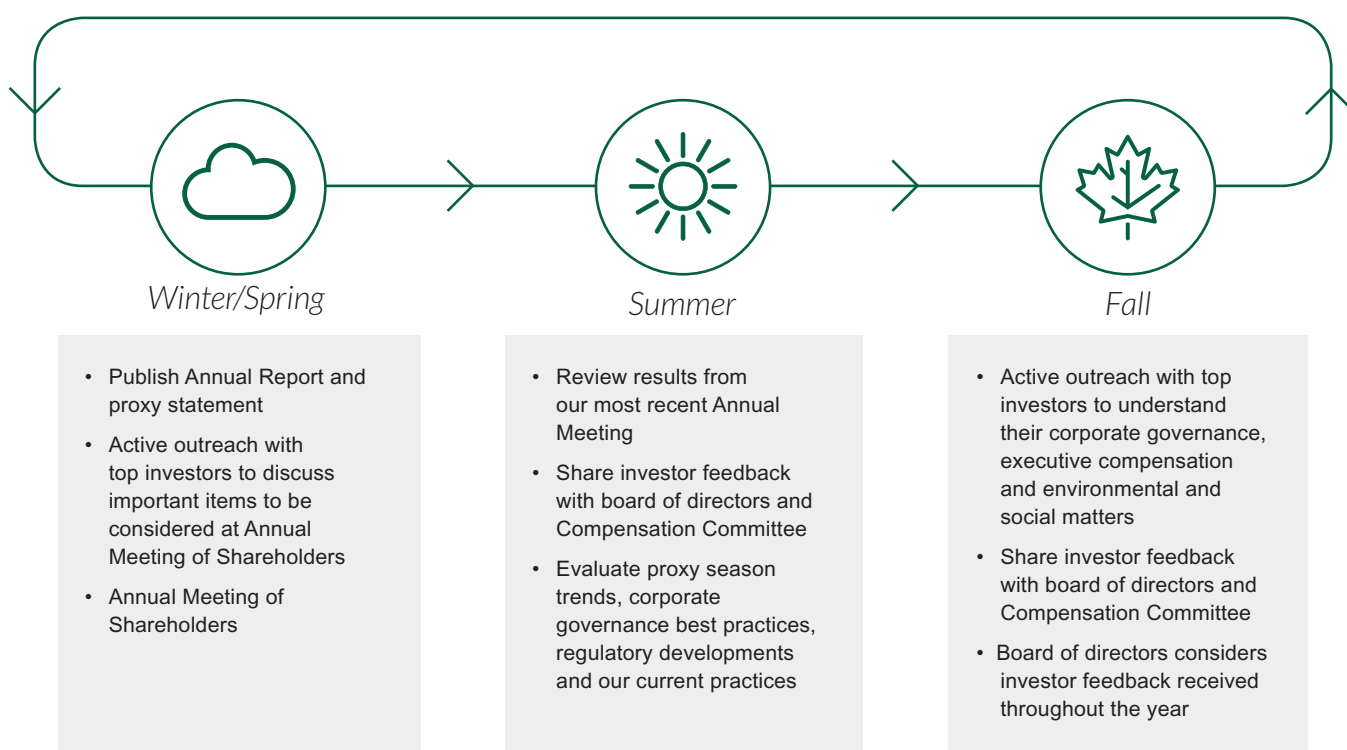 Winter/Spring
• Publish Annual Report and
proxy statement
• Active outreach with
top investors to discuss
important items to be
considered at Annual
Meeting of Shareholders
• Annual Meeting of
Shareholders
Summer
• Review results from
our most recent Annual
Meeting
• Share investor feedback
with board of directors and
Compensation Committee
• Evaluate proxy season
trends, corporate
governance best practices,
regulatory developments
and our current practices
Fall
• Active outreach with top
investors to understand
their corporate governance,
executive compensation
and environmental and
social matters
• Share investor feedback
with board of directors and
Compensation Committee
• Board of directors considers
investor feedback received
throughout the year